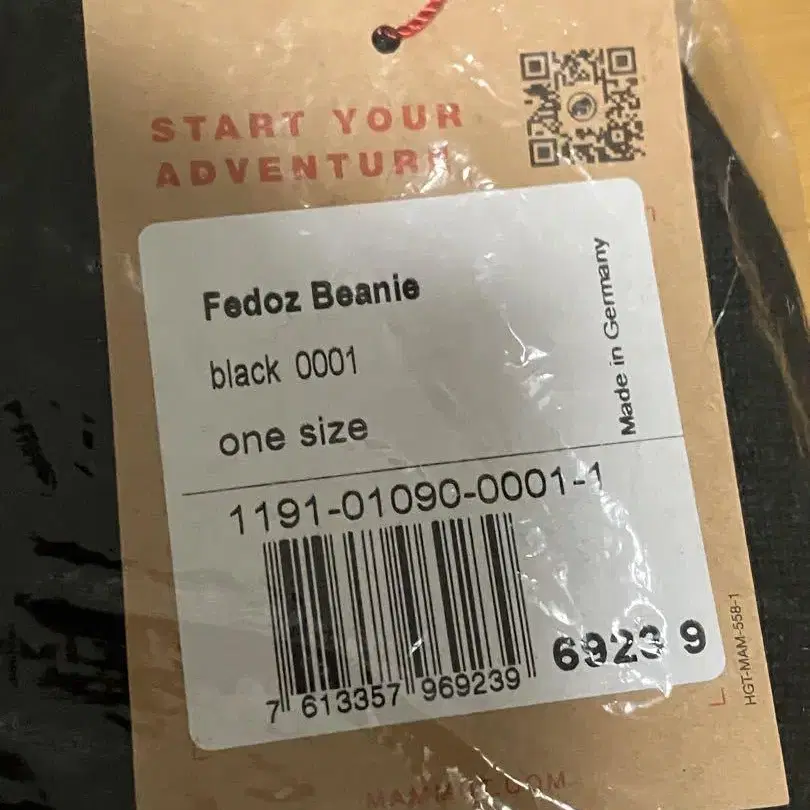 START YOUR
ADVENTURE
Fedoz Beanie
black 0001
one size
Made in Germany
1191-01090-0001-1
7 613357 969239
6923 9
HGT-MAM-558-1